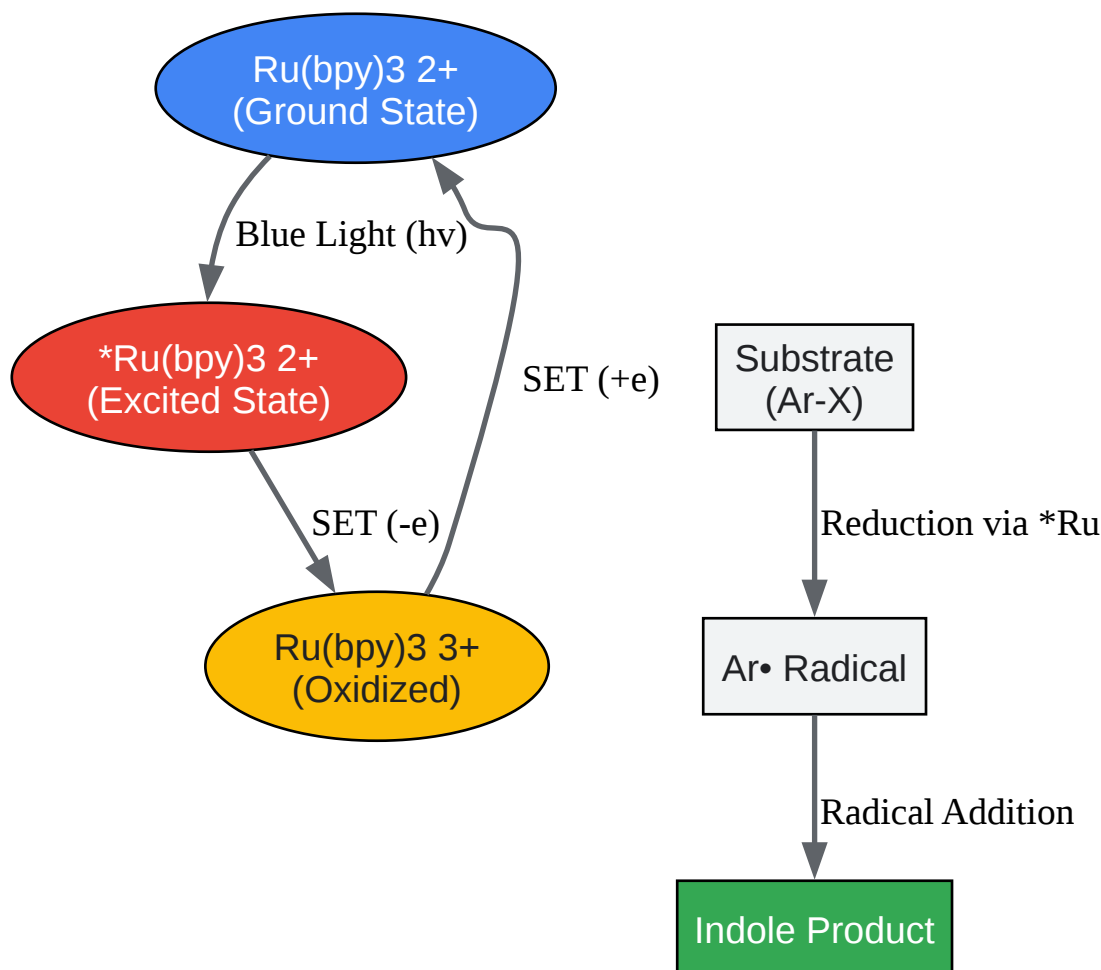 Ru(bpy)3 2+
(Ground State)
Blue Light (hv)
*Ru(bpy)3 2+
(Excited State)
SET (+e)
SET (-e)
Ru(bpy)3 3+
(Oxidized)
Substrate
(Ar-X)
Reduction via *Ru
Ar• Radical
Radical Addition
Indole Product